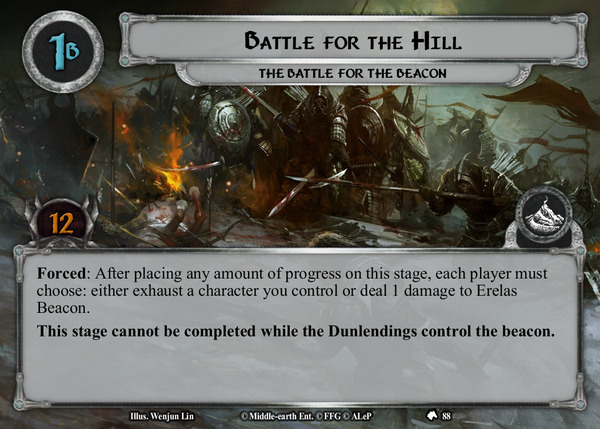 1B
BATTLE FOR THE HILL
THE BATTLE FOR THE BEACON
12
Forced: After placing any amount of progress on this stage, each player must
choose: either exhaust a character you control or deal 1 damage to Erelas
Beacon.
This stage cannot be completed while the Dunlendings control the beacon.
Illus. Wenjun Lin
© Middle-earth Ent. © FFG © ALeP
88